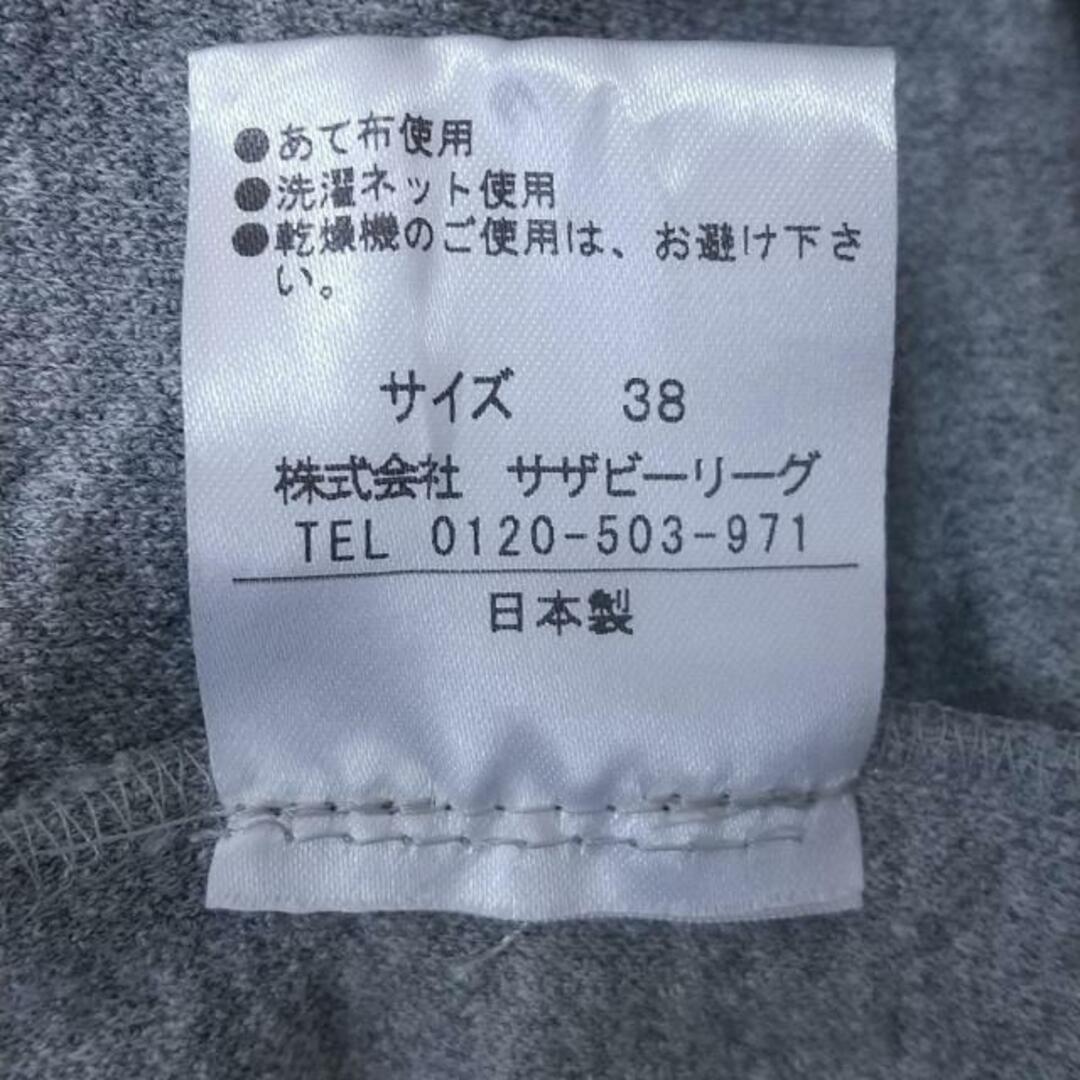 ●あて布使用
●洗濯ネット使用
●乾燥機のご使用は、お避け下さ
い。
サイズ　38
株式会社　サザビーリーグ
TEL 0120-503-971
日本製